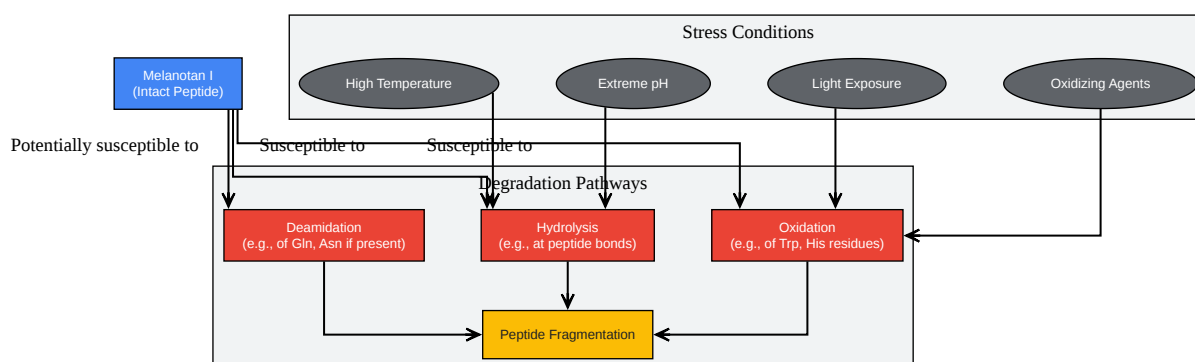 Stress Conditions
Melanotan I
(Intact Peptide)
High Temperature
Extreme pH
Light Exposure
Oxidizing Agents
Potentially susceptible to
Susceptible to
Susceptible to
Degradation Pathways
Deamidation
(e.g., of Gln, Asn if present)
Hydrolysis
(e.g., at peptide bonds)
Oxidation
(e.g., of Trp, His residues)
Peptide Fragmentation